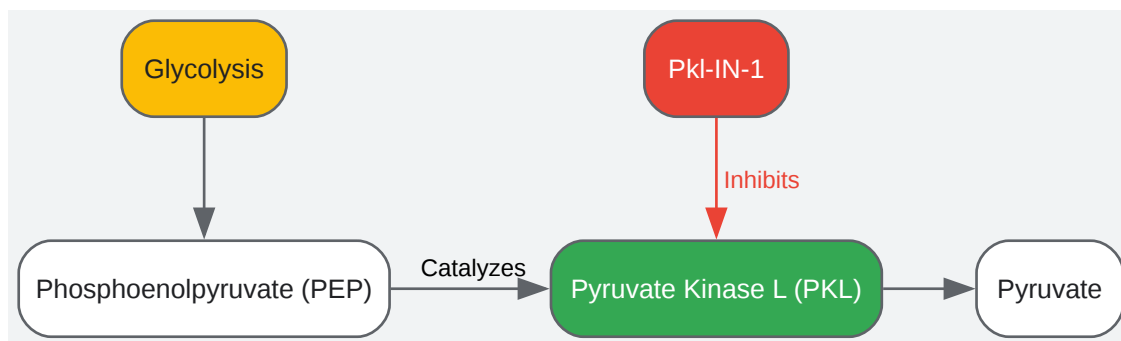 Glycolysis
Pkl-IN-1
Inhibits
Catalyzes
Phosphoenolpyruvate (PEP)
Pyruvate Kinase L (PKL)
Pyruvate